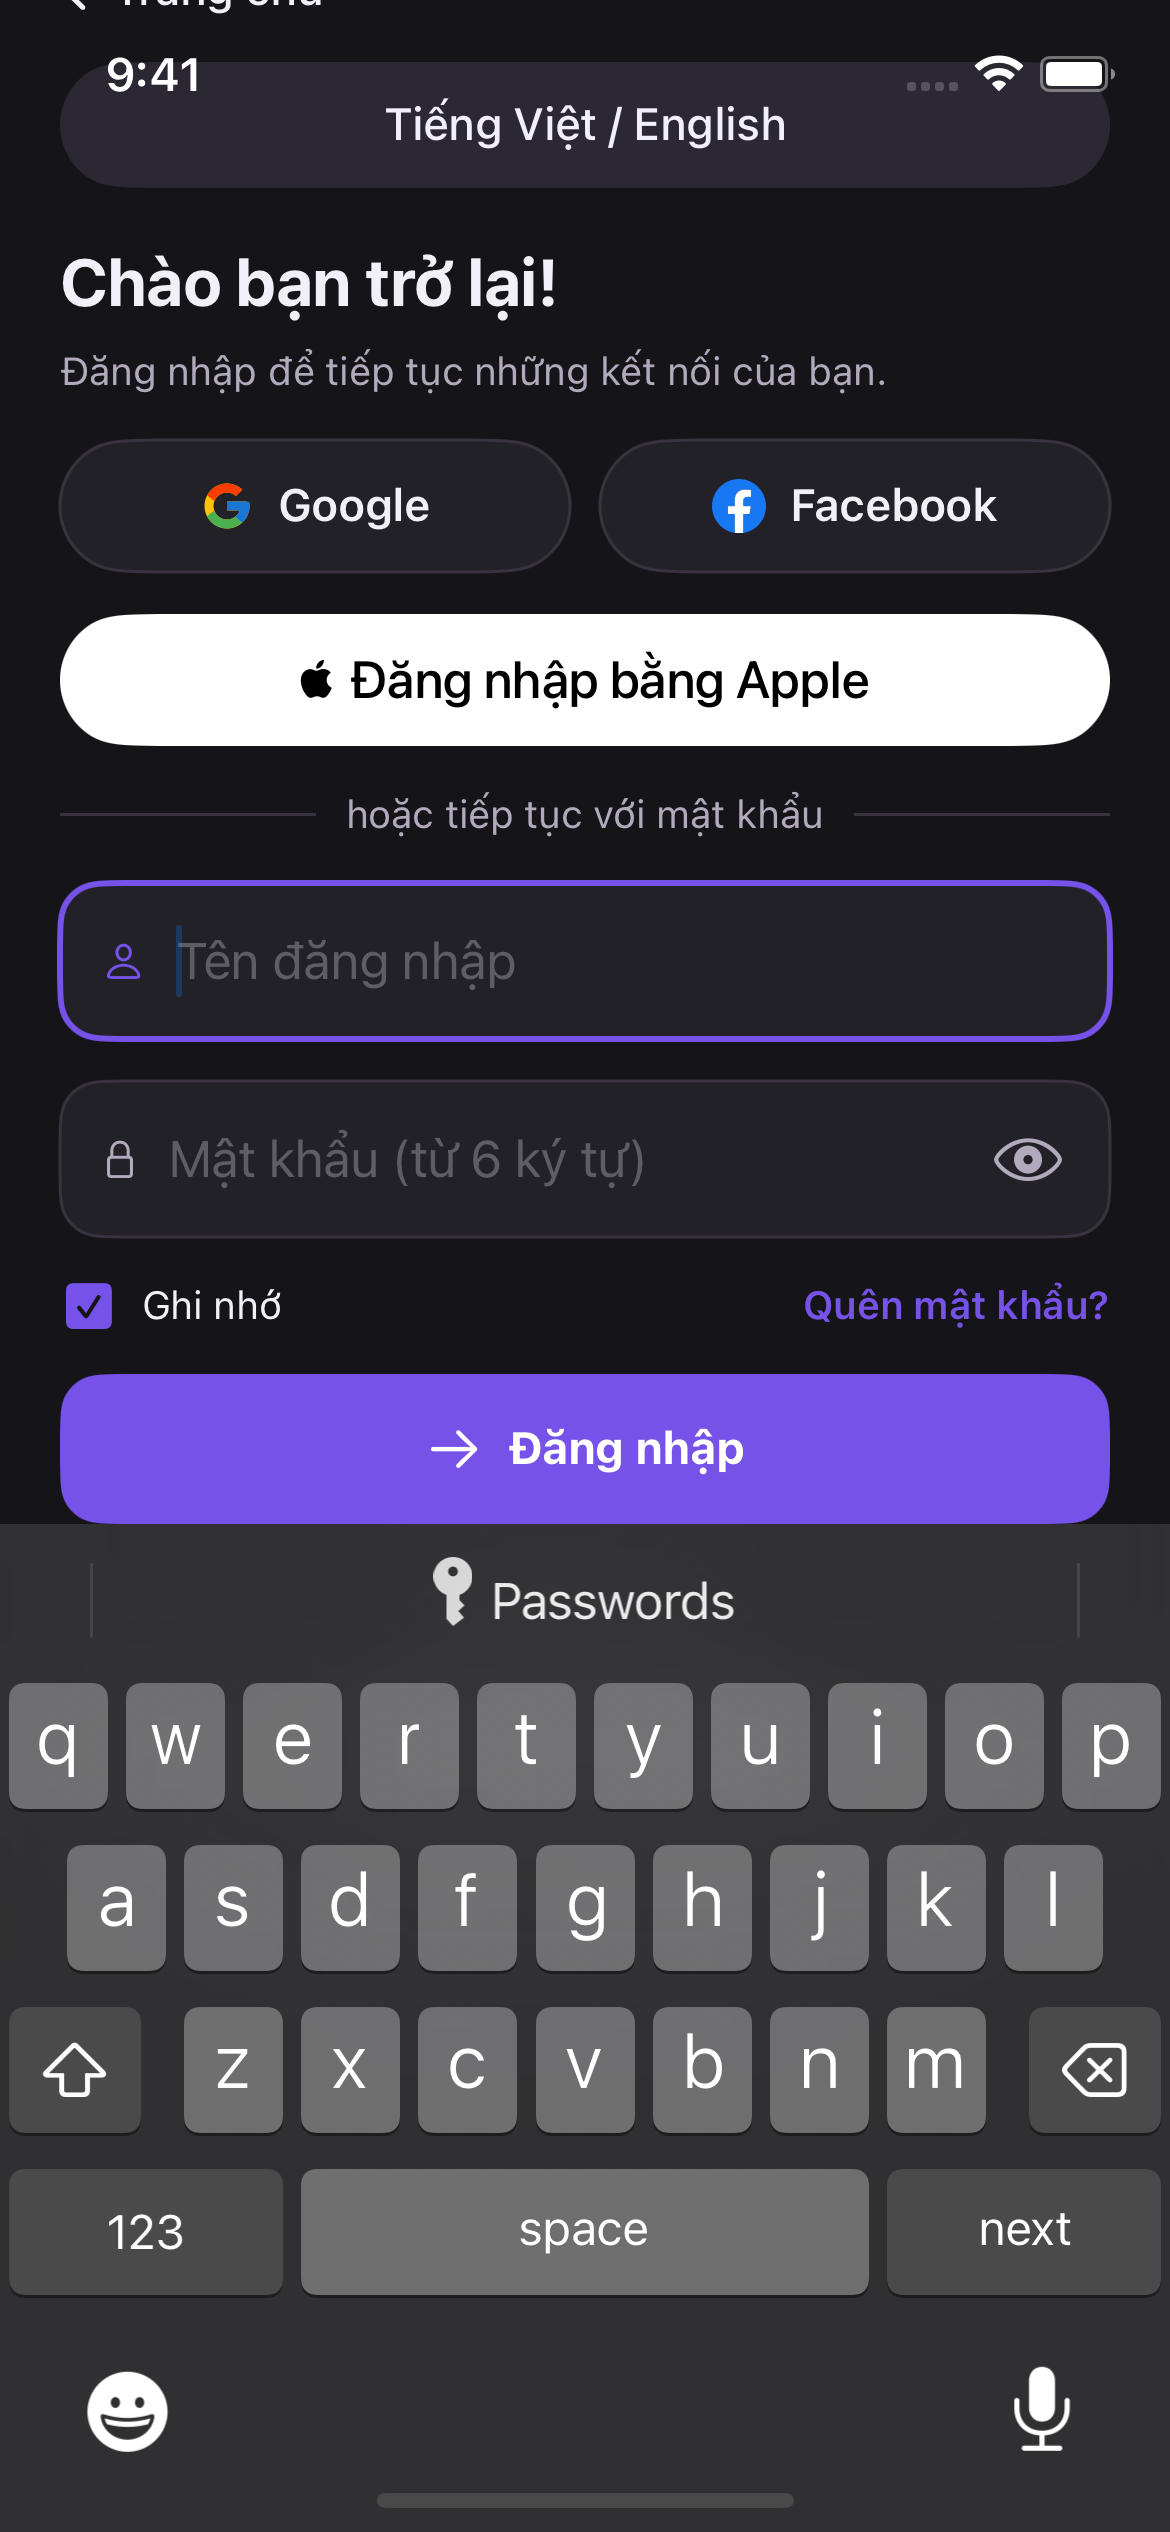 Trang chủ
9:41
Tiếng Việt / English
Chào bạn trở lại!
Đăng nhập để tiếp tục những kết nối của bạn.
Google
Facebook
Đăng nhập bằng Apple
hoặc tiếp tục với mật khẩu
Tên đăng nhập
Mật khẩu (từ 6 ký tự)
Ghi nhớ
Quên mật khẩu?
Đăng nhập
Passwords
q w e r t y u i o p
a s d f g h j k l
z x c v b n m
123 space next